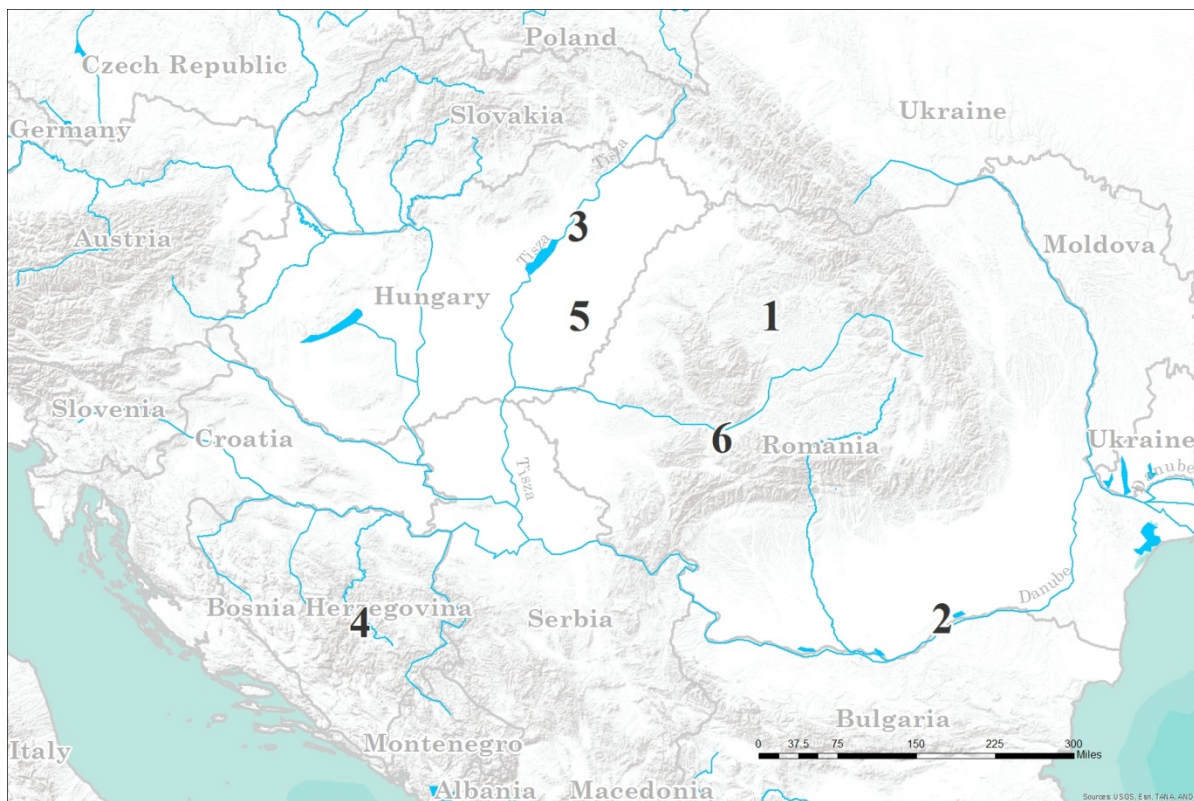 Poland
Czech Republic
Ukraine
Slovakia
Germany
Tisza
3
Austria
Moldova
Tisza
Hungary
1
5
Slovenia
Croatia
6
Romania
Ukraine
Danube
Tisza
Danube
Bosnia Herzegovina
4
Serbia
2
Bulgaria
Montenegro
Italy
0 37.5 75 150 225 300
Miles
Albania
Macedonia
Sources: USGS, Esri, TANA, AND